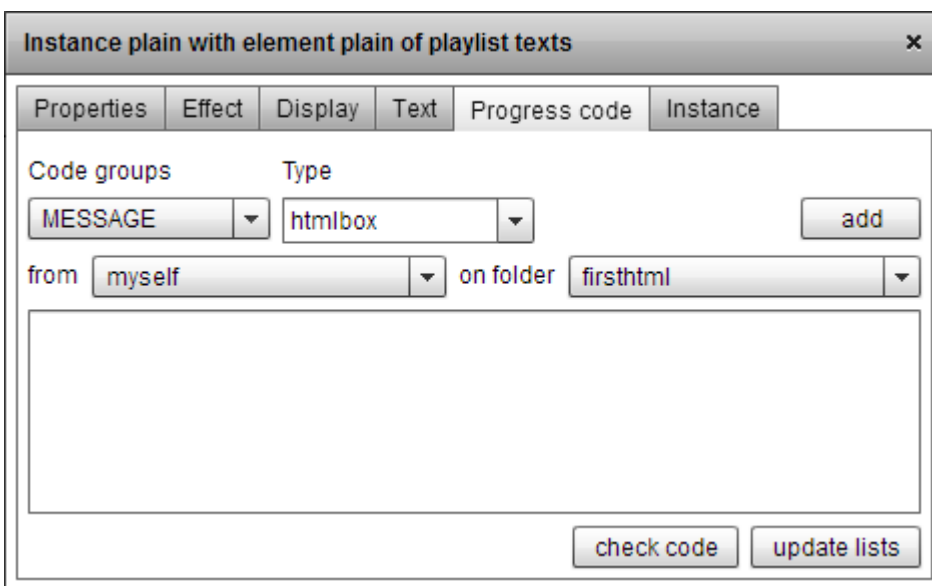 Instance plain with element plain of playlist texts ×
Properties Effect Display Text Progress code Instance
Code groups Type
MESSAGE htmlbox add
from myself on folder firsthtml
check code update lists